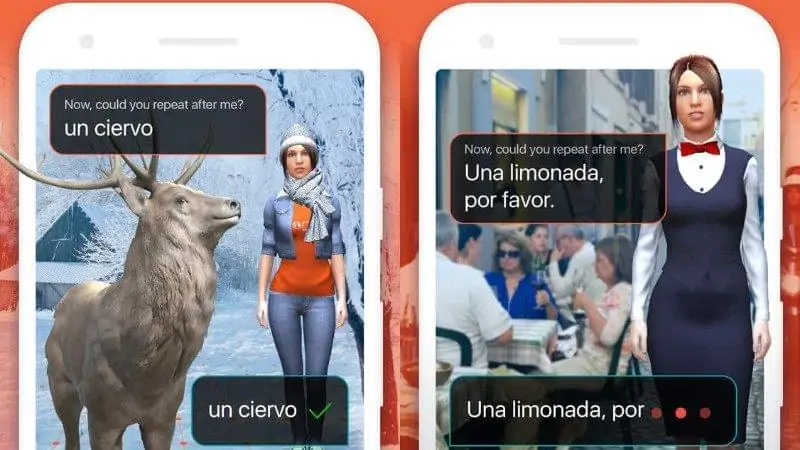 Now, could you repeat after me?
un ciervo
un ciervo
Now, could you repeat after me?
Una limonada,
por favor.
Una limonada, por